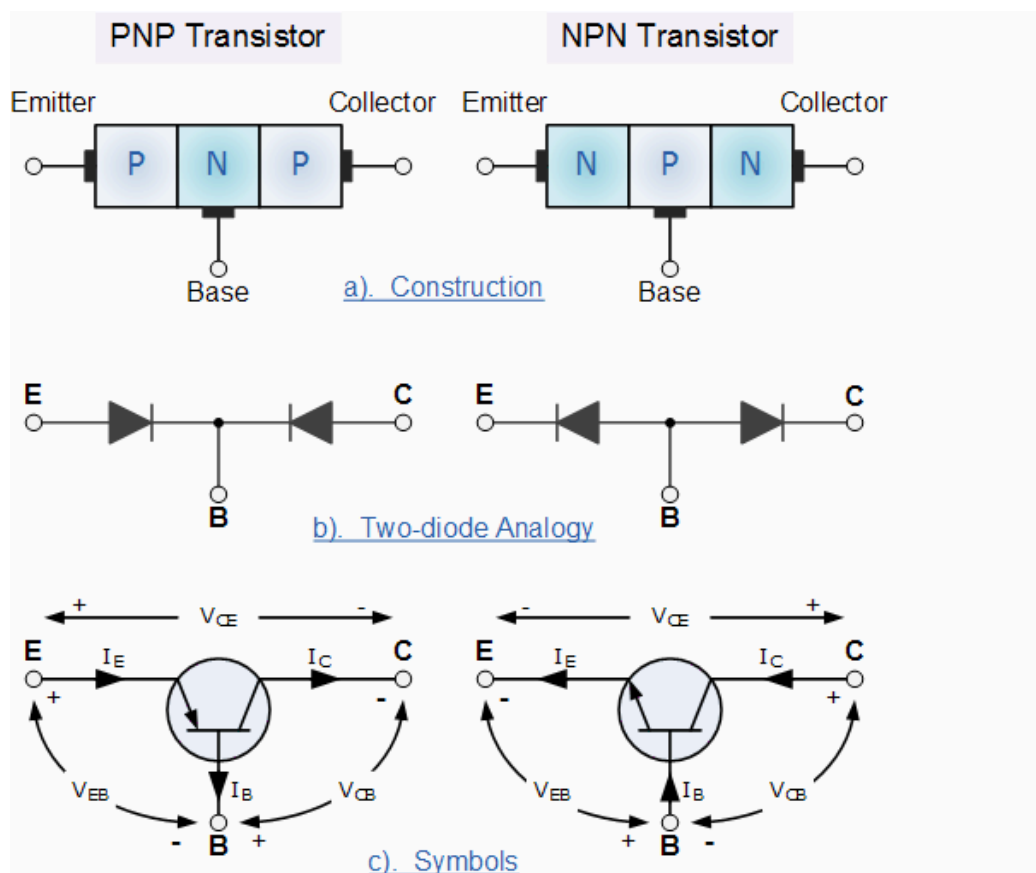 PNP Transistor NPN Transistor
Emitter Collector Emitter Collector
P N P N P N
Base a). Construction Base
E C E C
B b). Two-diode Analogy B
+ VCE - - VCE +
E IE IC C E IE IC C
+ - - +
VEB IB VCB VEB IB VCB
- B + + B -
c). Symbols